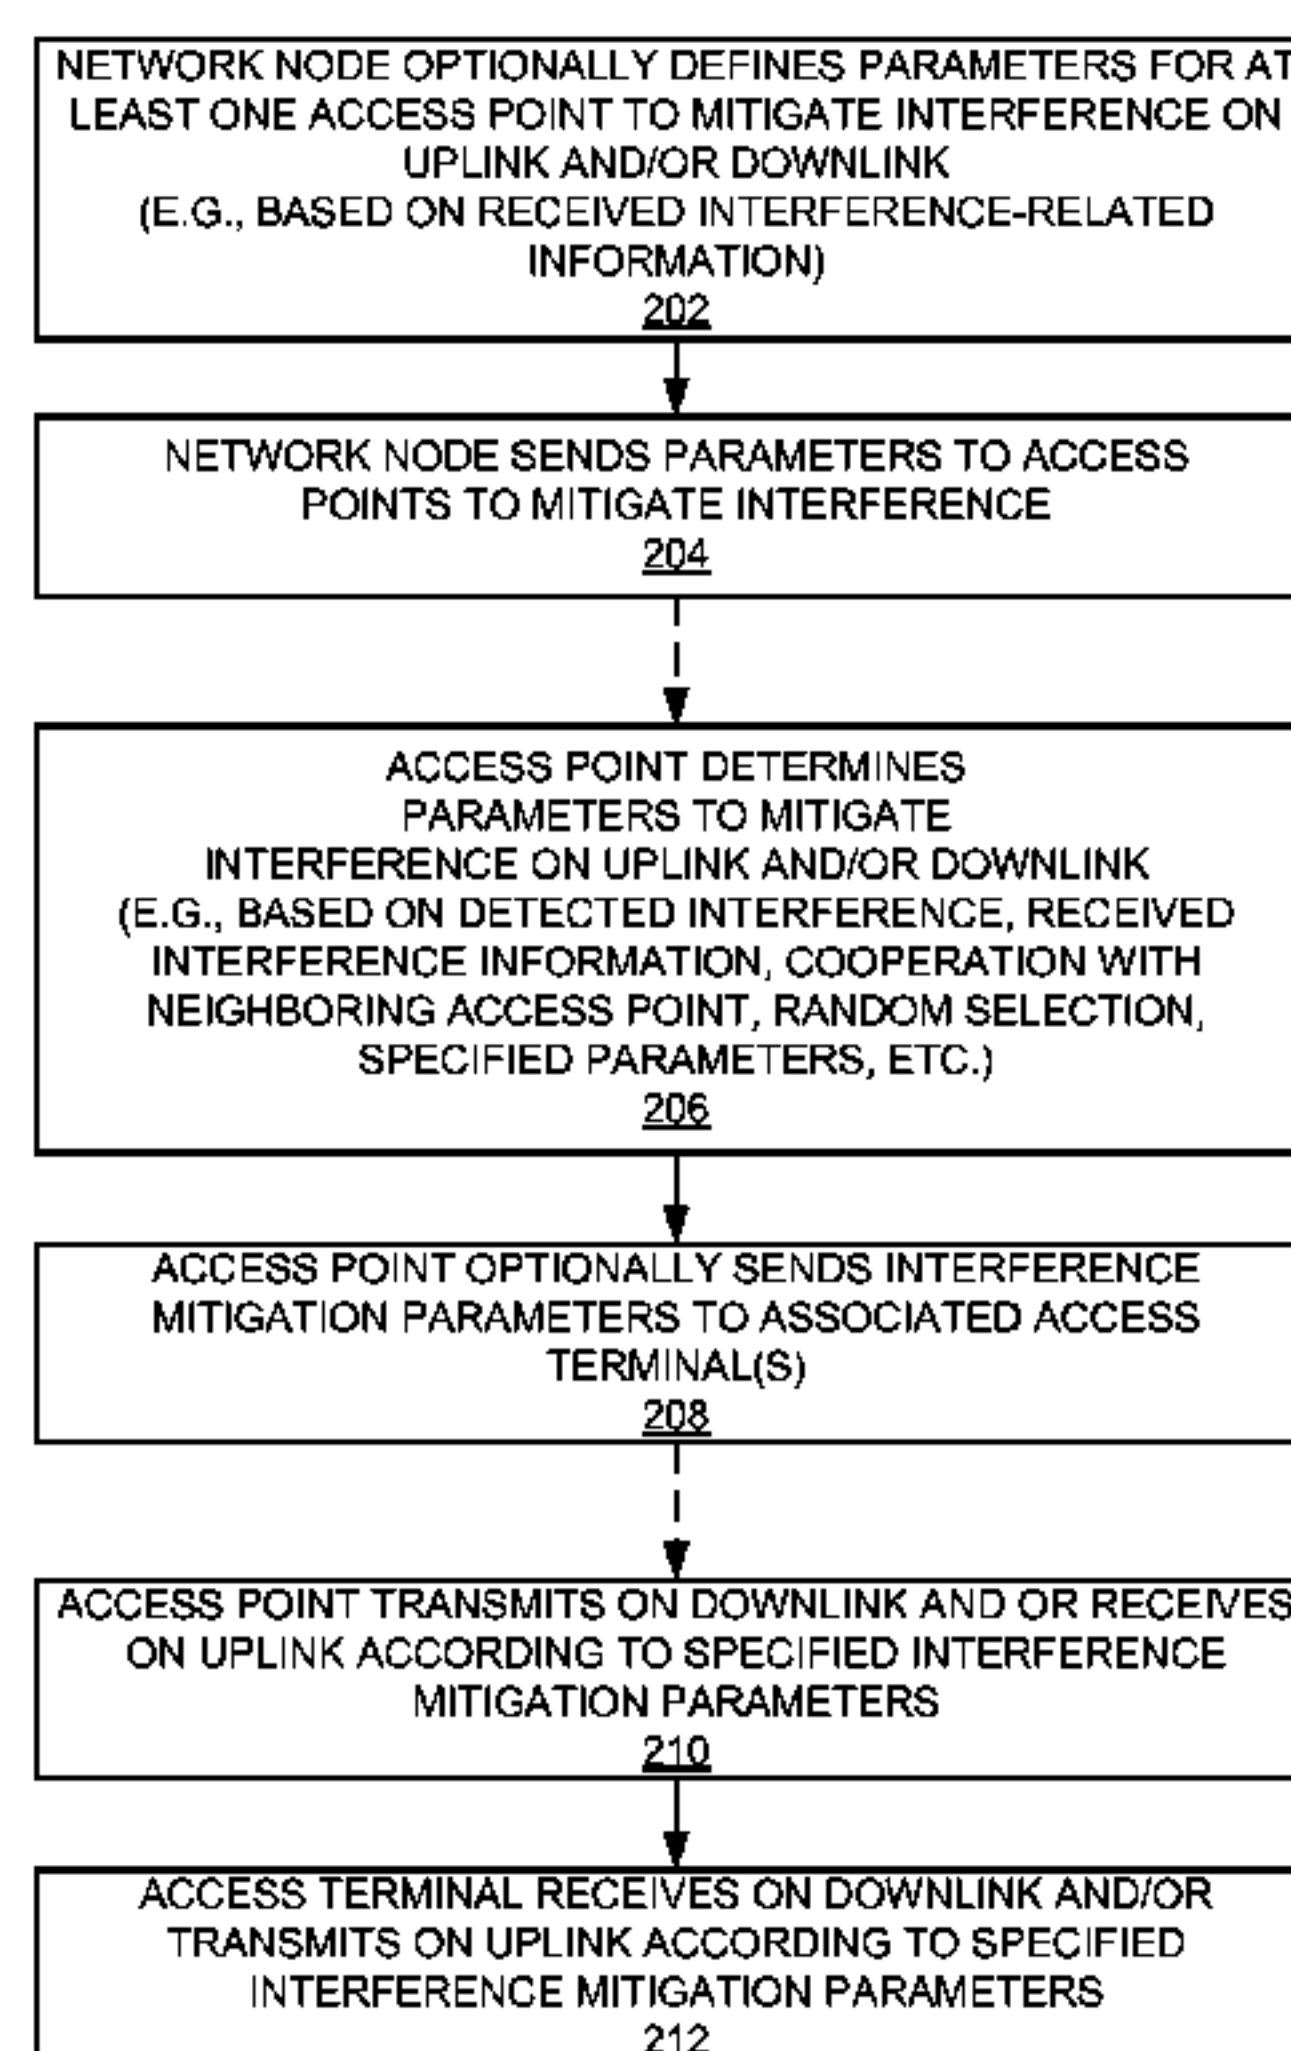 NETWORK NODE OPTIONALLY DEFINES PARAMETERS FOR AT
LEAST ONE ACCESS POINT TO MITIGATE INTERFERENCE ON
UPLINK AND/OR DOWNLINK
(E.G., BASED ON RECEIVED INTERFERENCE-RELATED
INFORMATION)
202
NETWORK NODE SENDS PARAMETERS TO ACCESS
POINTS TO MITIGATE INTERFERENCE
204
ACCESS POINT DETERMINES
PARAMETERS TO MITIGATE
INTERFERENCE ON UPLINK AND/OR DOWNLINK
(E.G., BASED ON DETECTED INTERFERENCE, RECEIVED
INTERFERENCE INFORMATION, COOPERATION WITH
NEIGHBORING ACCESS POINT, RANDOM SELECTION,
SPECIFIED PARAMETERS, ETC.)
206
ACCESS POINT OPTIONALLY SENDS INTERFERENCE
MITIGATION PARAMETERS TO ASSOCIATED ACCESS
TERMINAL(S)
208
ACCESS POINT TRANSMITS ON DOWNLINK AND OR RECEIVES
ON UPLINK ACCORDING TO SPECIFIED INTERFERENCE
MITIGATION PARAMETERS
210
ACCESS TERMINAL RECEIVES ON DOWNLINK AND/OR
TRANSMITS ON UPLINK ACCORDING TO SPECIFIED
INTERFERENCE MITIGATION PARAMETERS
212